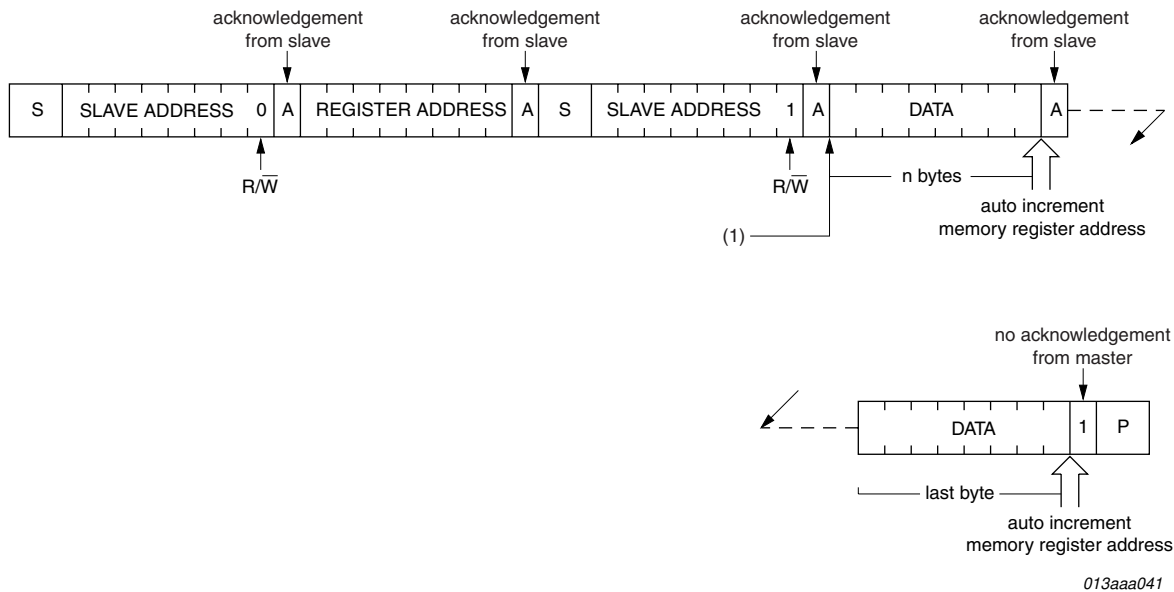 acknowledgement
from slave
acknowledgement
from slave
acknowledgement
from slave
acknowledgement
from slave
S SLAVE ADDRESS 0 A REGISTER ADDRESS A S SLAVE ADDRESS 1 A DATA A
R/W̅
R/W̅
n bytes
auto increment
memory register address
(1)
no acknowledgement
from master
DATA 1 P
last byte
auto increment
memory register address
013aaa041